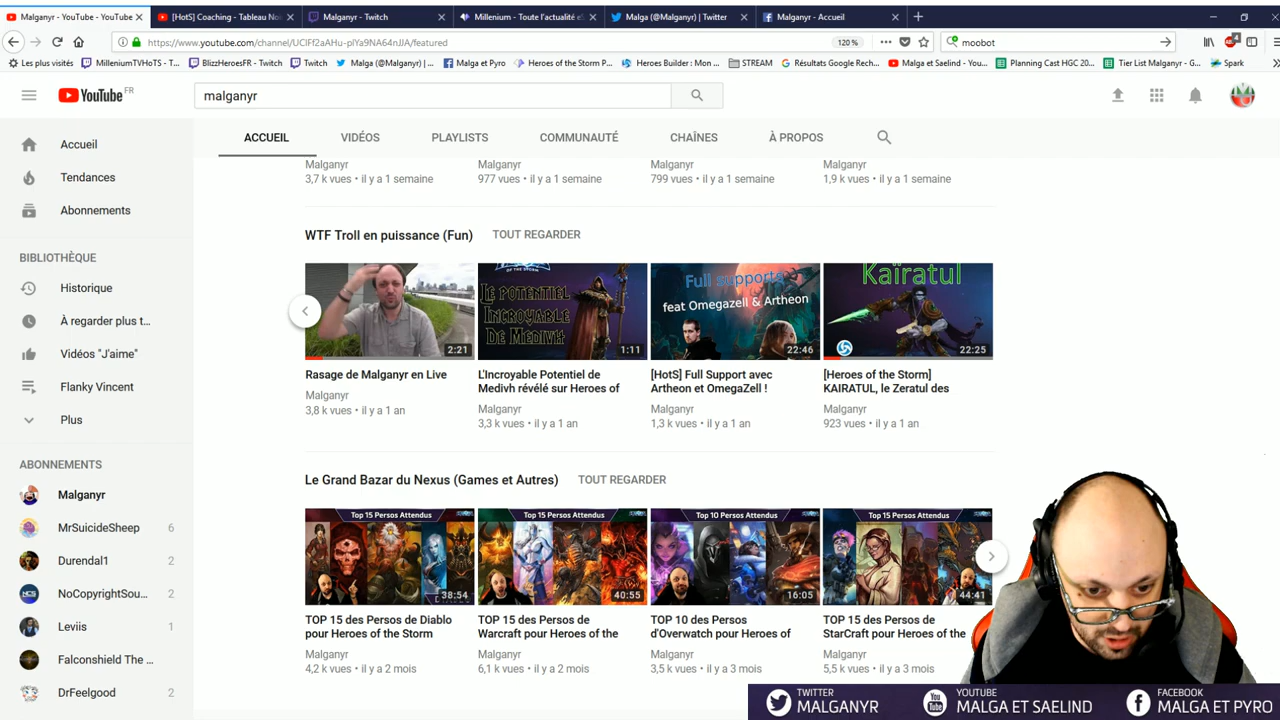 Malganyr - YouTube - YouTube
[HotS] Coaching - Tableau No
Malganyr - Twitch
Millenium - Toute l'actualité eS
Malga (@Malganyr) | Twitter
Malganyr - Accueil
https://www.youtube.com/channel/UCIFf2aAHu-plYa9NA64nJJA/featured
120 %
moobot
4
Les plus visités
MilleniumTVHoTS - T...
BlizzHeroesFR - Twitch
Twitch
Malga (@Malganyr) | ...
Malga et Pyro
Heroes of the Storm P...
Heroes Builder : Mon ...
STREAM
Résultats Google Rech...
Malga et Saelind - You...
Planning Cast HGC 20...
Tier List Malganyr - G...
Spark
YouTube FR
malganyr
ACCUEIL
VIDÉOS
PLAYLISTS
COMMUNAUTÉ
CHAÎNES
À PROPOS
Accueil
Tendances
Abonnements
BIBLIOTHÈQUE
Historique
À regarder plus t...
Vidéos "J'aime"
Flanky Vincent
Plus
ABONNEMENTS
Malganyr
MrSuicideSheep 6
Durendal1 2
NoCopyrightSou... 2
Leviis 1
Falconshield The ...
DrFeelgood 2
Malganyr
3,7 k vues • il y a 1 semaine
Malganyr
977 vues • il y a 1 semaine
Malganyr
799 vues • il y a 1 semaine
Malganyr
1,9 k vues • il y a 1 semaine
WTF Troll en puissance (Fun)
TOUT REGARDER
2:21
OF THE STORM
LE POTENTIEL
INCROYABLE
DE MEDIVH
1:11
Full supports
feat Omegazell & Artheon
22:46
Kaïratul
22:25
Rasage de Malganyr en Live
Malganyr
3,8 k vues • il y a 1 an
L'Incroyable Potentiel de
Medivh révélé sur Heroes of
Malganyr
3,3 k vues • il y a 1 an
[HotS] Full Support avec
Artheon et OmegaZell !
Malganyr
1,3 k vues • il y a 1 an
[Heroes of the Storm]
KAIRATUL, le Zeratul des
Malganyr
923 vues • il y a 1 an
Le Grand Bazar du Nexus (Games et Autres)
TOUT REGARDER
Top 15 Persos Attendus
38:54
Top 15 Persos Attendus
40:55
Top 10 Persos Attendus
16:05
Top 15 Persos Attendus
44:41
TOP 15 des Persos de Diablo
pour Heroes of the Storm
Malganyr
4,2 k vues • il y a 2 mois
TOP 15 des Persos de
Warcraft pour Heroes of the
Malganyr
6,1 k vues • il y a 2 mois
TOP 10 des Persos
d'Overwatch pour Heroes of
Malganyr
3,5 k vues • il y a 3 mois
TOP 15 des Persos de
StarCraft pour Heroes of the
Malganyr
5,5 k vues • il y a 3 mois
TWITTER
MALGANYR
YOUTUBE
MALGA ET SAELIND
FACEBOOK
MALGA ET PYRO